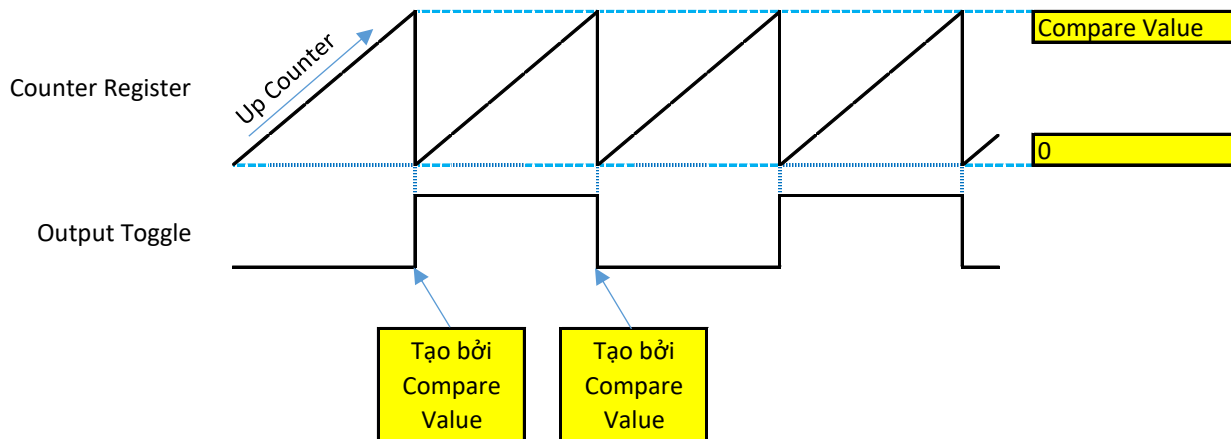 Compare Value
Up Counter
Counter Register
0
Output Toggle
Tạo bởi
Compare
Value
Tạo bởi
Compare
Value